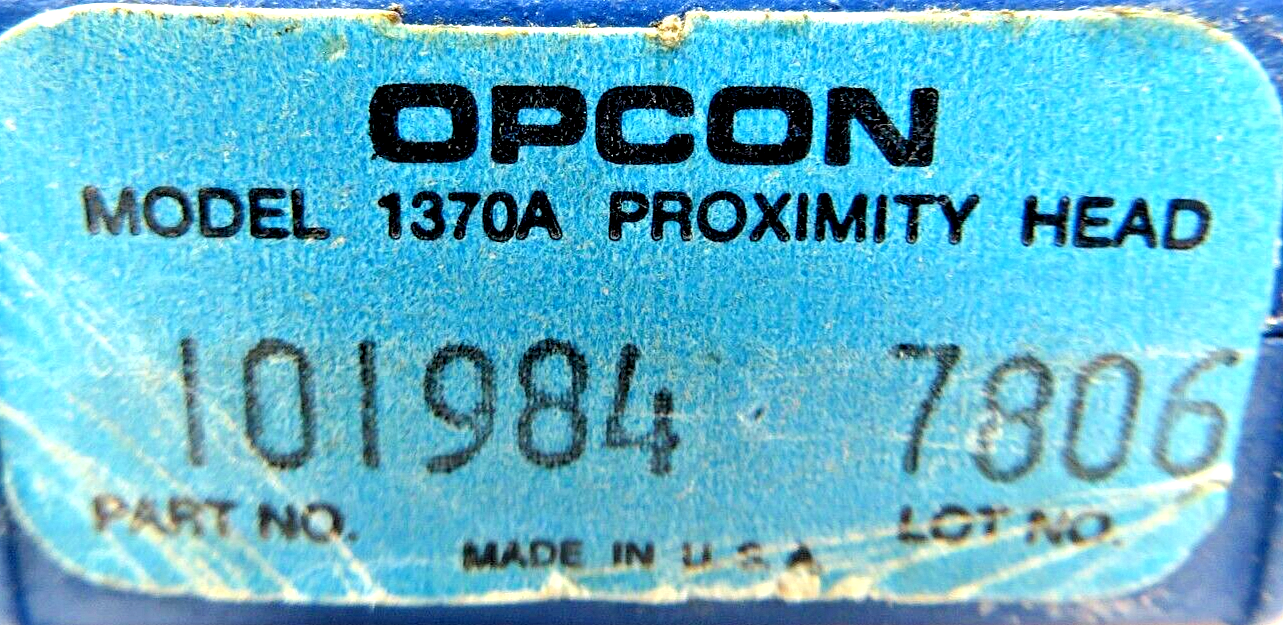 OPCON
MODEL 1370A PROXIMITY HEAD
101984 7806
PART NO. LOT NO.
MADE IN U.S.A